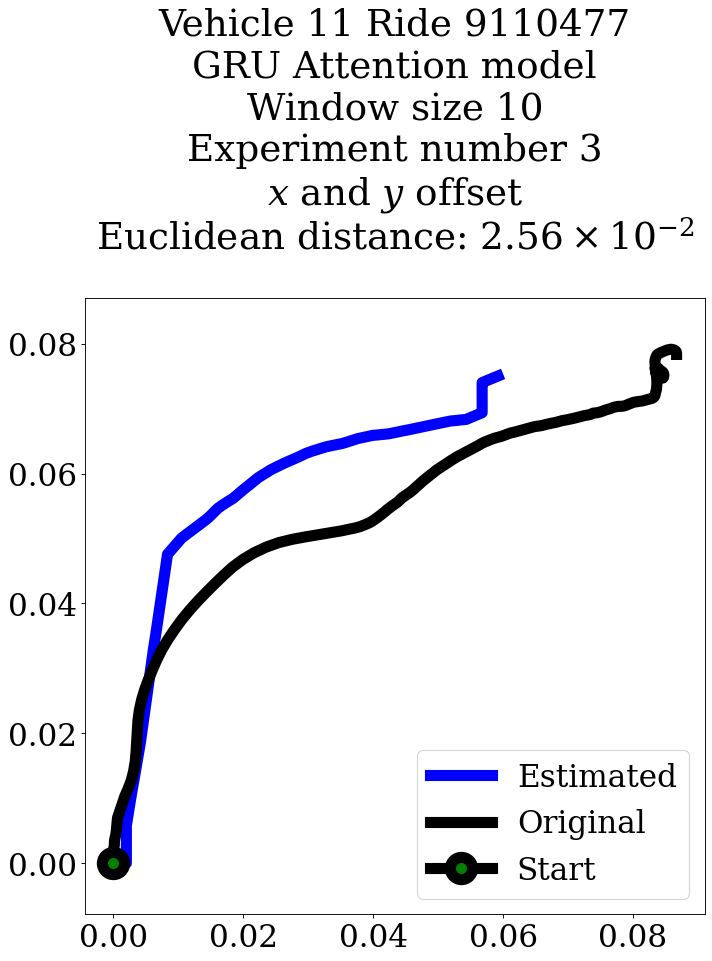 Vehicle 11 Ride 9110477
GRU Attention model
Window size 10
Experiment number 3
x and y offset
Euclidean distance: 2.56 × 10⁻²
0.08
0.06
0.04
0.02
0.00
Estimated
Original
Start
0.00 0.02 0.04 0.06 0.08